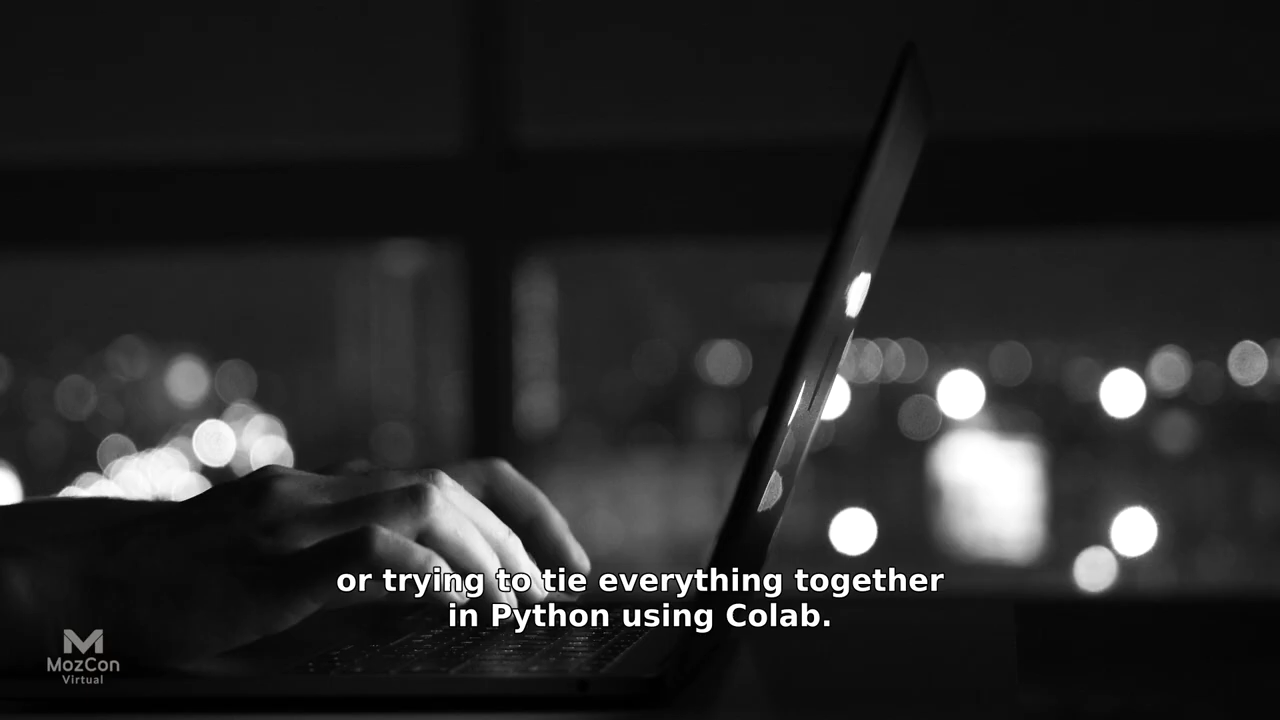 or trying to tie everything together
in Python using Colab.
MozCon
Virtual